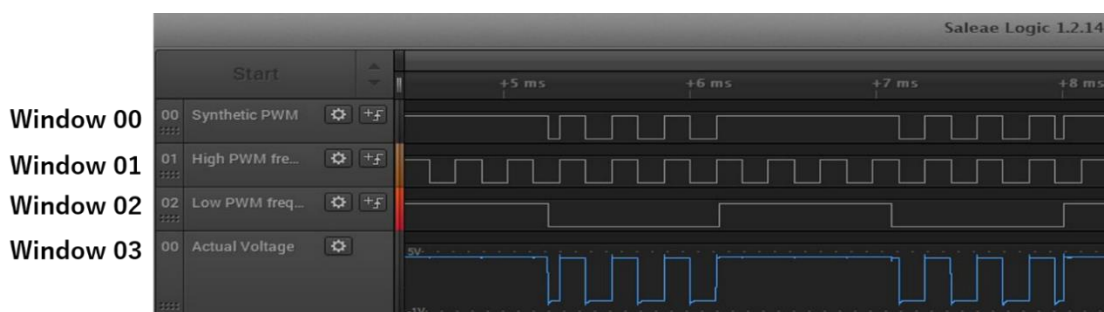 Saleae Logic 1.2.14
Start
+5 ms +6 ms +7 ms +8 ms
Window 00 00 Synthetic PWM
Window 01 01 High PWM fre...
Window 02 02 Low PWM freq...
Window 03 00 Actual Voltage
5V
-1V